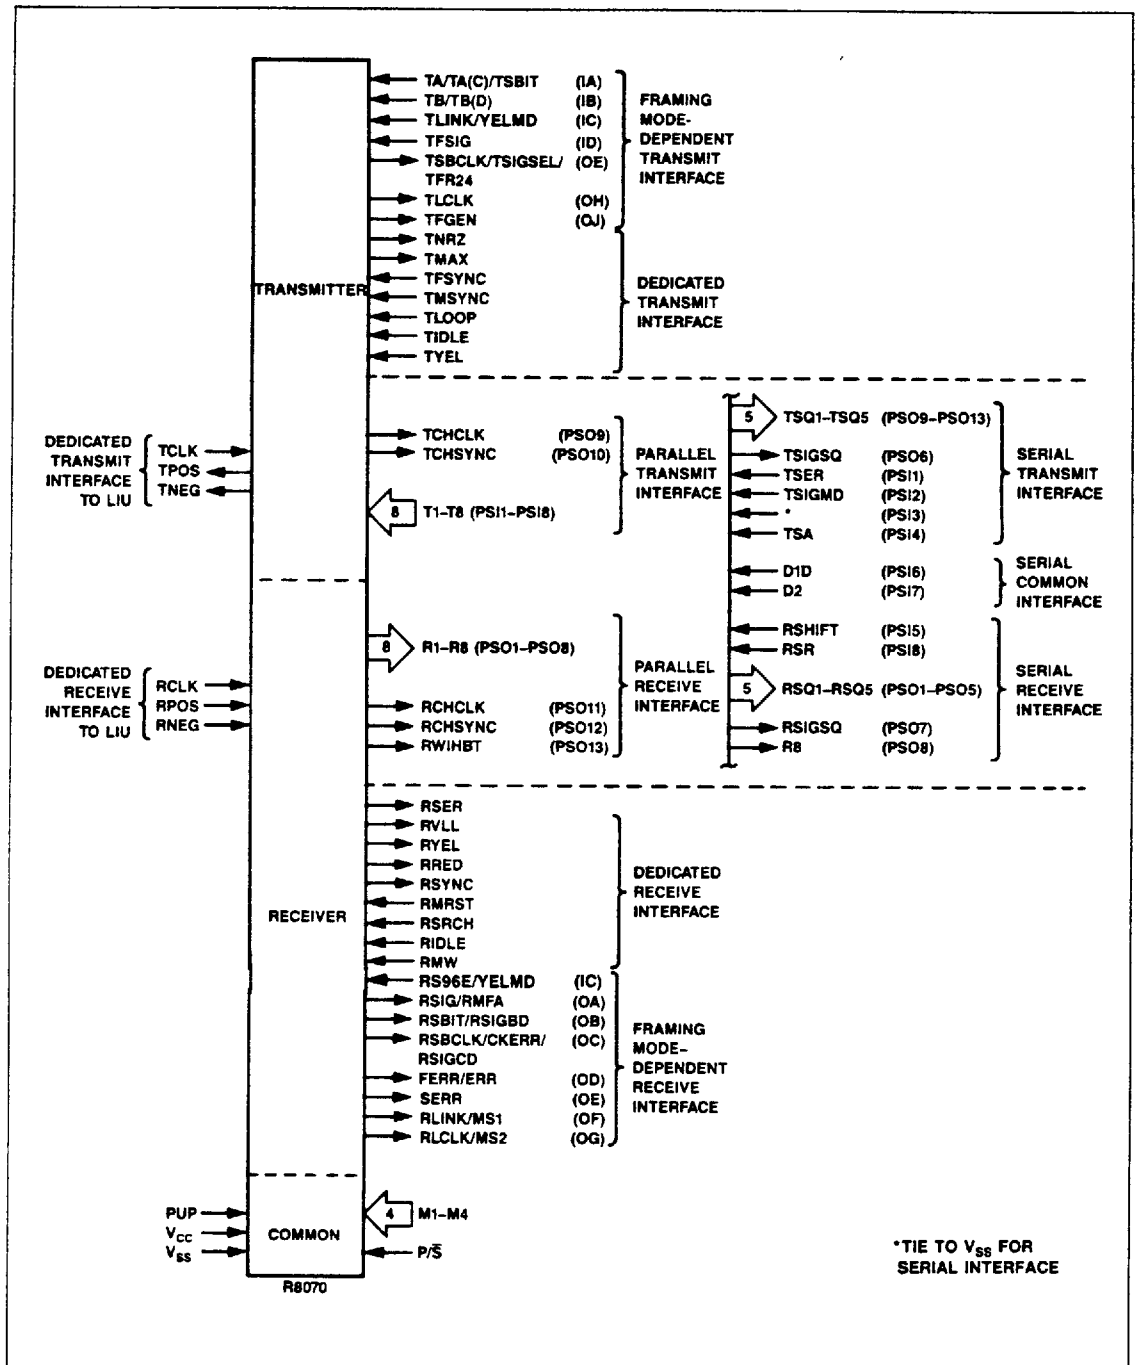 TA/TA(C)/TSBIT (IA)
TB/TB(D) (IB)
TLINK/YELMD (IC)
TFSIG (ID)
TSBCLK/TSIGSEL/ (OE)
TFR24
TLCLK (OH)
TFGEN (OJ)
FRAMING
MODE-
DEPENDENT
TRANSMIT
INTERFACE
TNRZ
TMAX
TFSYNC
TMSYNC
TLOOP
TIDLE
TYEL
DEDICATED
TRANSMIT
INTERFACE
TRANSMITTER
DEDICATED
TRANSMIT
INTERFACE
TO LIU
TCLK
TPOS
TNEG
TCHCLK (PSO9)
TCHSYNC (PSO10)
8 T1-T8 (PSI1-PSI8)
PARALLEL
TRANSMIT
INTERFACE
5 TSQ1-TSQ5 (PSO9-PSO13)
TSIGSQ (PSO6)
TSER (PSI1)
TSIGMD (PSI2)
* (PSI3)
TSA (PSI4)
SERIAL
TRANSMIT
INTERFACE
D1D (PSI6)
D2 (PSI7)
SERIAL
COMMON
INTERFACE
DEDICATED
RECEIVE
INTERFACE
TO LIU
RCLK
RPOS
RNEG
8 R1-R8 (PSO1-PSO8)
RCHCLK (PSO11)
RCHSYNC (PSO12)
RWIHBT (PSO13)
PARALLEL
RECEIVE
INTERFACE
RSHIFT (PSI5)
RSR (PSI8)
5 RSQ1-RSQ5 (PSO1-PSO5)
RSIGSQ (PSO7)
R8 (PSO8)
SERIAL
RECEIVE
INTERFACE
RSER
RVLL
RYEL
RRED
RSYNC
RMRST
RSRCH
RIDLE
RMW
DEDICATED
RECEIVE
INTERFACE
RECEIVER
RS96E/YELMD (IC)
RSIG/RMFA (OA)
RSBIT/RSIGBD (OB)
RSBCLK/CKERR/ (OC)
RSIGCD
FERR/ERR (OD)
SERR (OE)
RLINK/MS1 (OF)
RLCLK/MS2 (OG)
FRAMING
MODE-
DEPENDENT
RECEIVE
INTERFACE
PUP
VCC
VSS
COMMON
4 M1-M4
P/S̅
R8070
*TIE TO VSS FOR
SERIAL INTERFACE